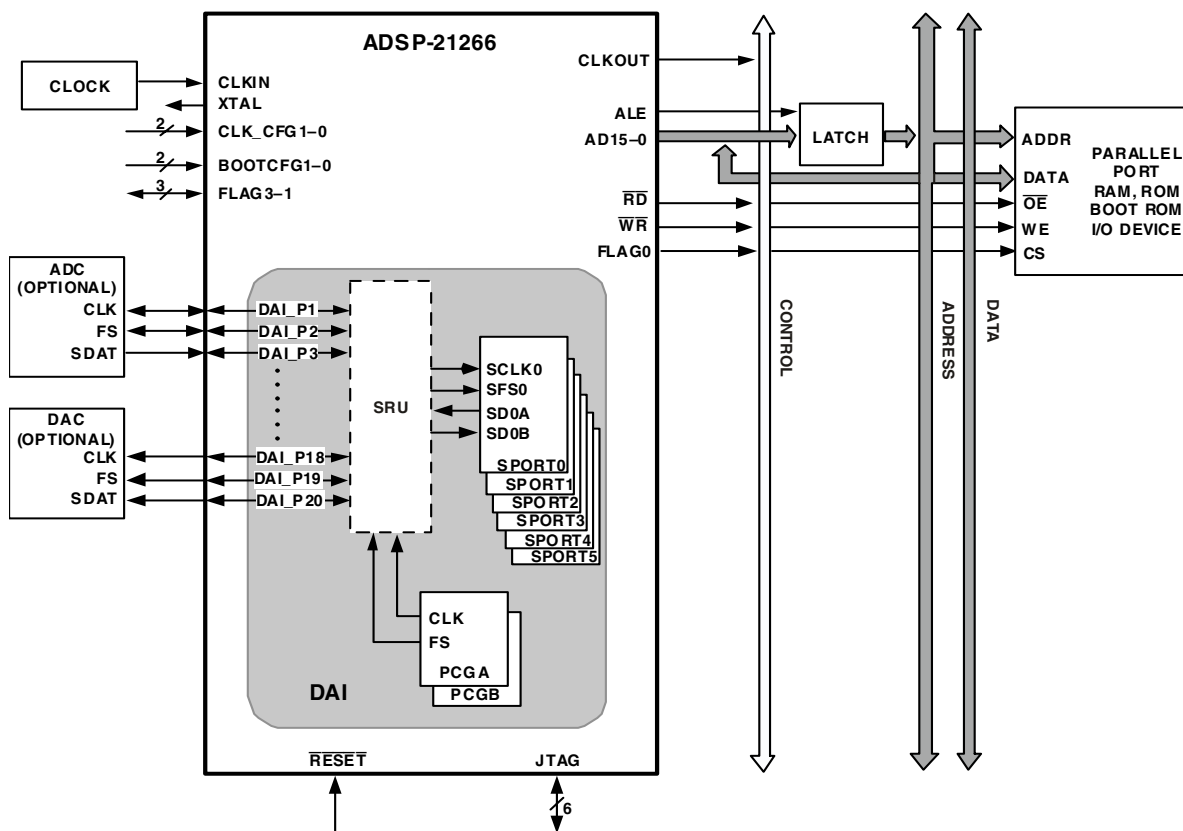 ADSP-21266
CLOCK
CLKIN
XTAL
2
CLK_CFG1–0
2
BOOTCFG1-0
3
FLAG3–1
CLKOUT
ALE
AD15–0
RD
WR
FLAG0
LATCH
ADDR
DATA
OE
WE
CS
PARALLEL
PORT
RAM, ROM
BOOT ROM
I/O DEVICE
CONTROL
ADDRESS
DATA
ADC
(OPTIONAL)
CLK
FS
SDAT
DAC
(OPTIONAL)
CLK
FS
SDAT
DAI_P1
DAI_P2
DAI_P3
DAI_P18
DAI_P19
DAI_P20
SRU
SCLK0
SFS0
SD0A
SD0B
SPORT0
SPORT1
SPORT2
SPORT3
SPORT4
SPORT5
CLK
FS
PCGA
PCGB
DAI
RESET
JTAG
6